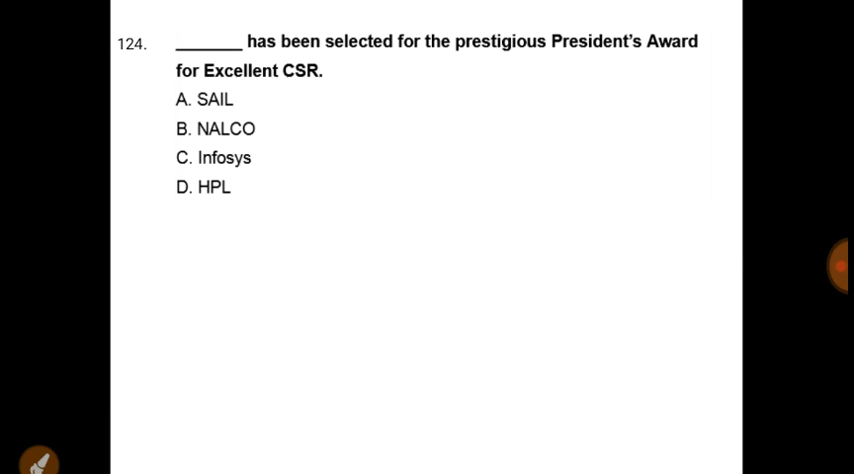 124. _______ has been selected for the prestigious President's Award
for Excellent CSR.
A. SAIL
B. NALCO
C. Infosys
D. HPL